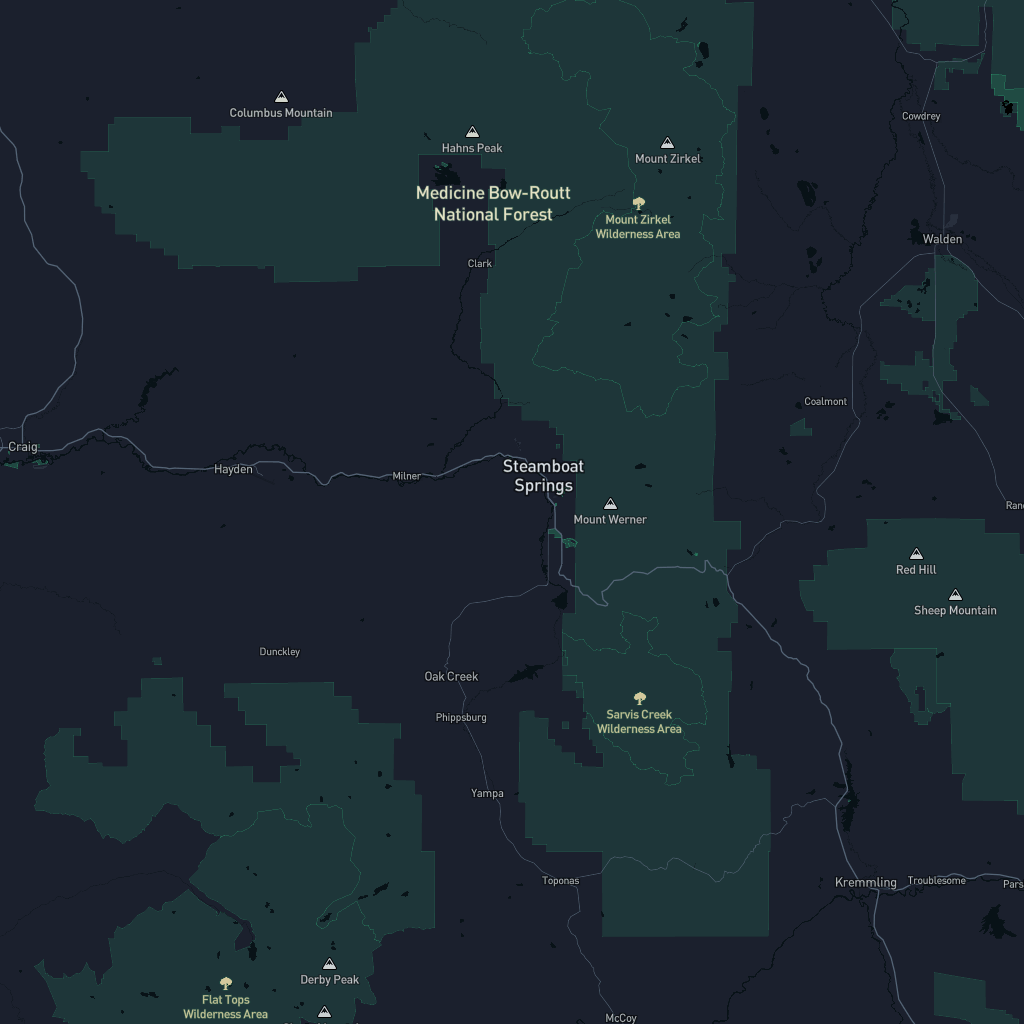 Columbus Mountain
Cowdrey
Hahns Peak
Mount Zirkel
Medicine Bow-Routt
National Forest
Mount Zirkel
Wilderness Area
Walden
Clark
Coalmont
Craig
Hayden
Milner
Steamboat
Springs
Mount Werner
Red Hill
Sheep Mountain
Dunckley
Oak Creek
Phippsburg
Sarvis Creek
Wilderness Area
Yampa
Toponas
Kremmling
Troublesome
Pars
Derby Peak
Flat Tops
Wilderness Area
McCoy